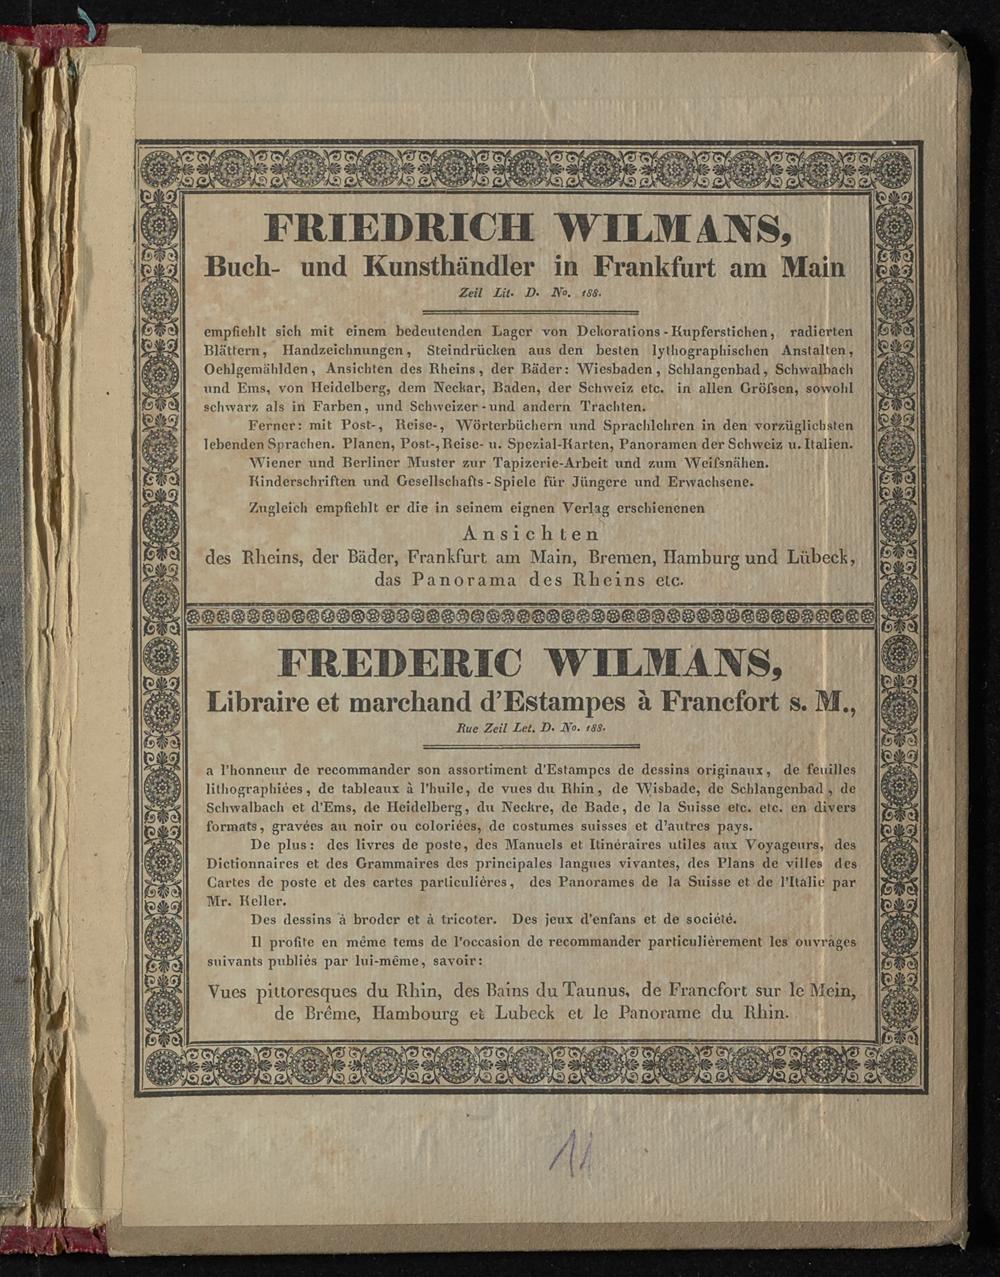 FRIEDRICH WILMANS,
Buch- und Kunsthändler in Frankfurt am Main
Zeil Lit. D. No. 188.
empfiehlt sich mit einem bedeutenden Lager von Dekorations-Kupferstichen, radierten
Blättern, Handzeichnungen, Steindrücken aus den besten lythographischen Anstalten,
Oehlgemählden, Ansichten des Rheins, der Bäder: Wiesbaden, Schlangenbad, Schwalbach
und Ems, von Heidelberg, dem Neckar, Baden, der Schweiz etc. in allen Gröfsen, sowohl
schwarz als in Farben, und Schweizer-und andern Trachten.
Ferner: mit Post-, Reise-, Wörterbüchern und Sprachlehren in den vorzüglichsten
lebenden Sprachen. Planen, Post-, Reise- u. Spezial-Karten, Panoramen der Schweiz u. Italien.
Wiener und Berliner Muster zur Tapizerie-Arbeit und zum Weifsnähen.
Kinderschriften und Gesellschafts-Spiele für Jüngere und Erwachsene.
Zugleich empfiehlt er die in seinem eignen Verlag erschienenen
Ansichten
des Rheins, der Bäder, Frankfurt am Main, Bremen, Hamburg und Lübeck,
das Panorama des Rheins etc.
FREDERIC WILMANS,
Libraire et marchand d'Estampes à Francfort s. M.,
Rue Zeil Let. D. No. 188.
a l'honneur de recommander son assortiment d'Estampes de dessins originaux, de feuilles
lithographiées, de tableaux à l'huile, de vues du Rhin, de Wisbade, de Schlangenbad, de
Schwalbach et d'Ems, de Heidelberg, du Neckre, de Bade, de la Suisse etc. etc. en divers
formats, gravées au noir ou coloriées, de costumes suisses et d'autres pays.
De plus: des livres de poste, des Manuels et Itinéraires utiles aux Voyageurs, des
Dictionnaires et des Grammaires des principales langues vivantes, des Plans de villes des
Cartes de poste et des cartes particulières, des Panorames de la Suisse et de l'Italie par
Mr. Keller.
Des dessins à broder et à tricoter. Des jeux d'enfans et de societé.
Il profite en même tems de l'occasion de recommander particulièrement les ouvrages
suivants publiés par lui-même, savoir:
Vues pittoresques du Rhin, des Bains du Taunus, de Francfort sur le Mein,
de Brême, Hambourg et Lubeck et le Panorame du Rhin.